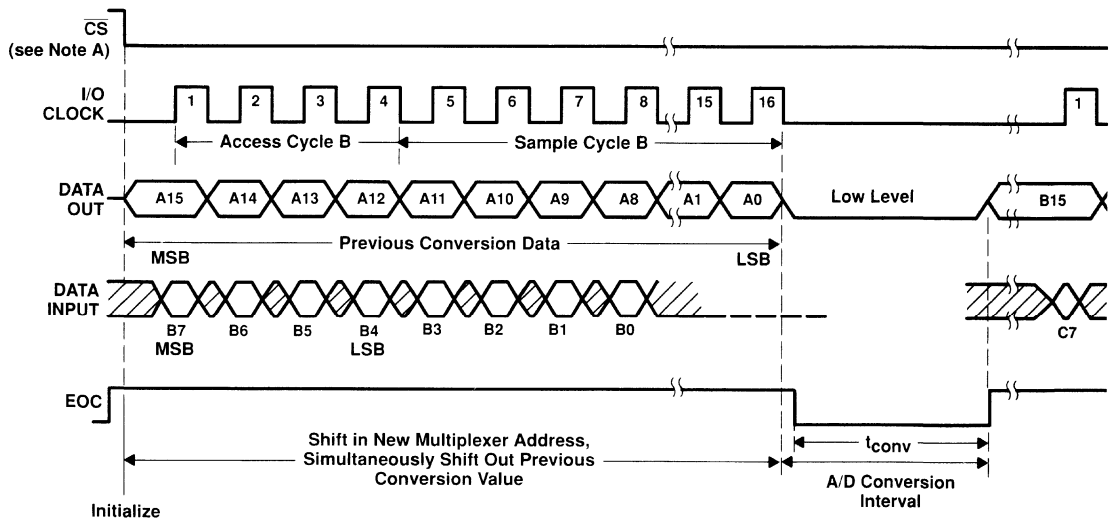 CS
(see Note A)
I/O
CLOCK
1 2 3 4 5 6 7 8 15 16 1
Access Cycle B Sample Cycle B
DATA
OUT
A15 A14 A13 A12 A11 A10 A9 A8 A1 A0 Low Level B15
Previous Conversion Data
MSB LSB
DATA
INPUT
B7 B6 B5 B4 B3 B2 B1 B0 C7
MSB LSB
EOC
Shift in New Multiplexer Address,
Simultaneously Shift Out Previous
Conversion Value
tconv
A/D Conversion
Interval
Initialize